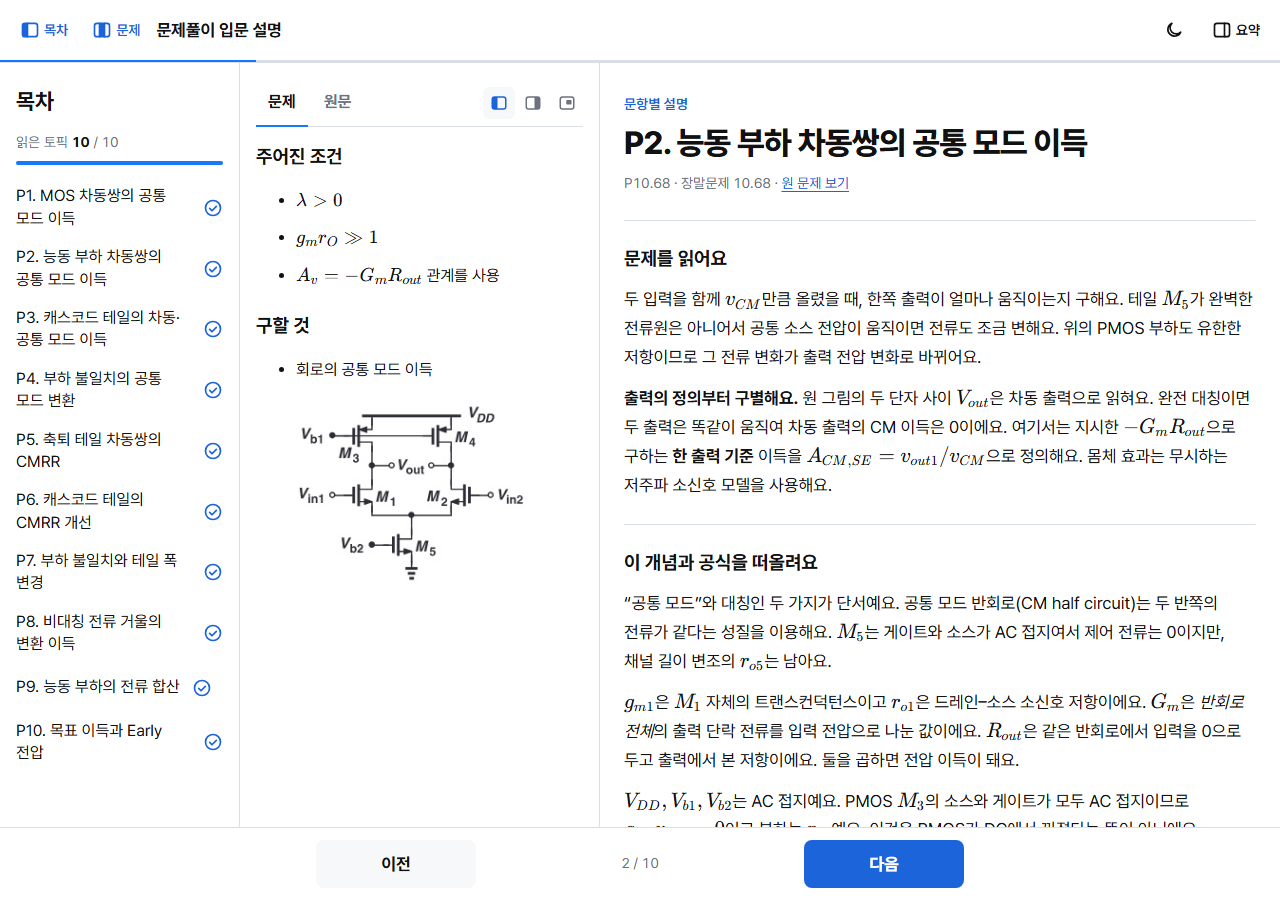 목차
문제
문제풀이 입문 설명
요약
목차
읽은 토픽 10 / 10
P1. MOS 차동쌍의 공통
모드 이득
P2. 능동 부하 차동쌍의
공통 모드 이득
P3. 캐스코드 테일의 차동·
공통 모드 이득
P4. 부하 불일치의 공통
모드 변환
P5. 축퇴 테일 차동쌍의
CMRR
P6. 캐스코드 테일의
CMRR 개선
P7. 부하 불일치와 테일 폭
변경
P8. 비대칭 전류 거울의
변환 이득
P9. 능동 부하의 전류 합산
P10. 목표 이득과 Early
전압
문제
원문
주어진 조건
• λ > 0
• g_m r_O ≫ 1
• A_v = −G_m R_out 관계를 사용
구할 것
• 회로의 공통 모드 이득
V_DD
V_b1
M_3
M_4
V_out
V_in1
M_1
M_2
V_in2
V_b2
M_5
문항별 설명
P2. 능동 부하 차동쌍의 공통 모드 이득
P10.68 · 장말문제 10.68 · 원 문제 보기
문제를 읽어요
두 입력을 함께 v_CM만큼 올렸을 때, 한쪽 출력이 얼마나 움직이는지 구해요. 테일 M_5가 완벽한
전류원은 아니어서 공통 소스 전압이 움직이면 전류도 조금 변해요. 위의 PMOS 부하도 유한한
저항이므로 그 전류 변화가 출력 전압 변화로 바뀌어요.
출력의 정의부터 구별해요. 원 그림의 두 단자 사이 V_out은 차동 출력으로 읽혀요. 완전 대칭이면
두 출력은 똑같이 움직여 차동 출력의 CM 이득은 0이에요. 여기서는 지시한 −G_m R_out으로
구하는 한 출력 기준 이득을 A_CM,SE = v_out1/v_CM으로 정의해요. 몸체 효과는 무시하는
저주파 소신호 모델을 사용해요.
이 개념과 공식을 떠올려요
“공통 모드”와 대칭인 두 가지가 단서예요. 공통 모드 반회로(CM half circuit)는 두 반쪽의
전류가 같다는 성질을 이용해요. M_5는 게이트와 소스가 AC 접지여서 제어 전류는 0이지만,
채널 길이 변조의 r_o5는 남아요.
g_m1은 M_1 자체의 트랜스컨덕턴스이고 r_o1은 드레인–소스 소신호 저항이에요. G_m은 반회로
전체의 출력 단락 전류를 입력 전압으로 나눈 값이에요. R_out은 같은 반회로에서 입력을 0으로
두고 출력에서 본 저항이에요. 둘을 곱하면 전압 이득이 돼요.
V_DD, V_b1, V_b2는 AC 접지예요. PMOS M_3의 소스와 게이트가 모두 AC 접지이므로
이전
2 / 10
다음